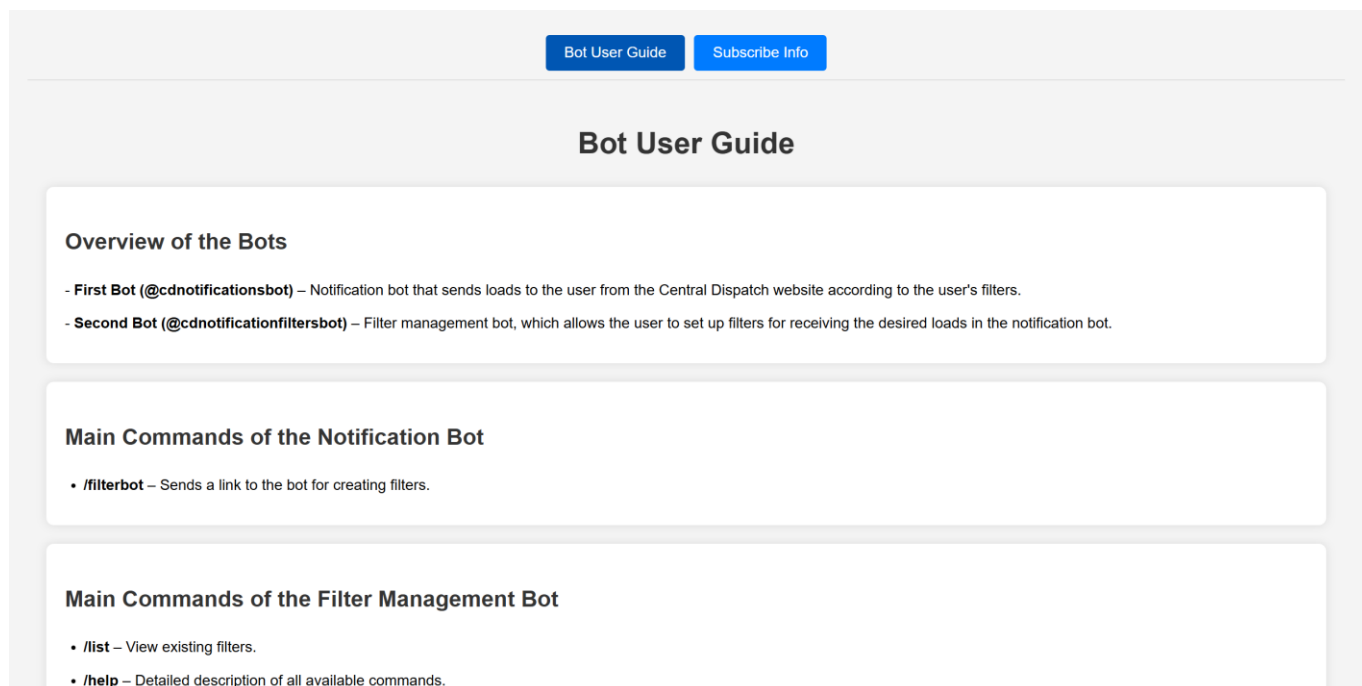 Bot User Guide
Subscribe Info
Bot User Guide
Overview of the Bots
- First Bot (@cdnotificationsbot) – Notification bot that sends loads to the user from the Central Dispatch website according to the user's filters.
- Second Bot (@cdnotificationfiltersbot) – Filter management bot, which allows the user to set up filters for receiving the desired loads in the notification bot.
Main Commands of the Notification Bot
• /filterbot – Sends a link to the bot for creating filters.
Main Commands of the Filter Management Bot
• /list – View existing filters.
• /help – Detailed description of all available commands.